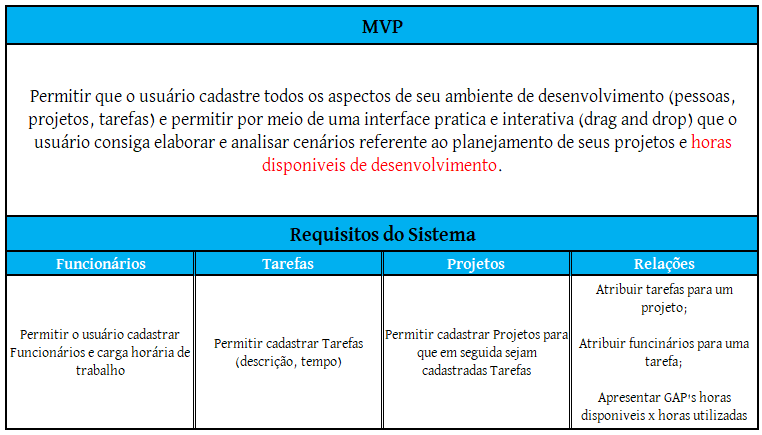 MVP
Permitir que o usuário cadastre todos os aspectos de seu ambiente de desenvolvimento (pessoas,
projetos, tarefas) e permitir por meio de uma interface pratica e interativa (drag and drop) que o
usuário consiga elaborar e analisar cenários referente ao planejamento de seus projetos e horas
disponiveis de desenvolvimento.
Requisitos do Sistema
Funcionários
Tarefas
Projetos
Relações
Permitir o usuário cadastrar
Funcionários e carga horária de
trabalho
Permitir cadastrar Tarefas
(descrição, tempo)
Permitir cadastrar Projetos para
que em seguida sejam
cadastradas Tarefas
Atribuir tarefas para um
projeto;
Atribuir funcinários para uma
tarefa;
Apresentar GAP's horas
disponiveis x horas utilizadas